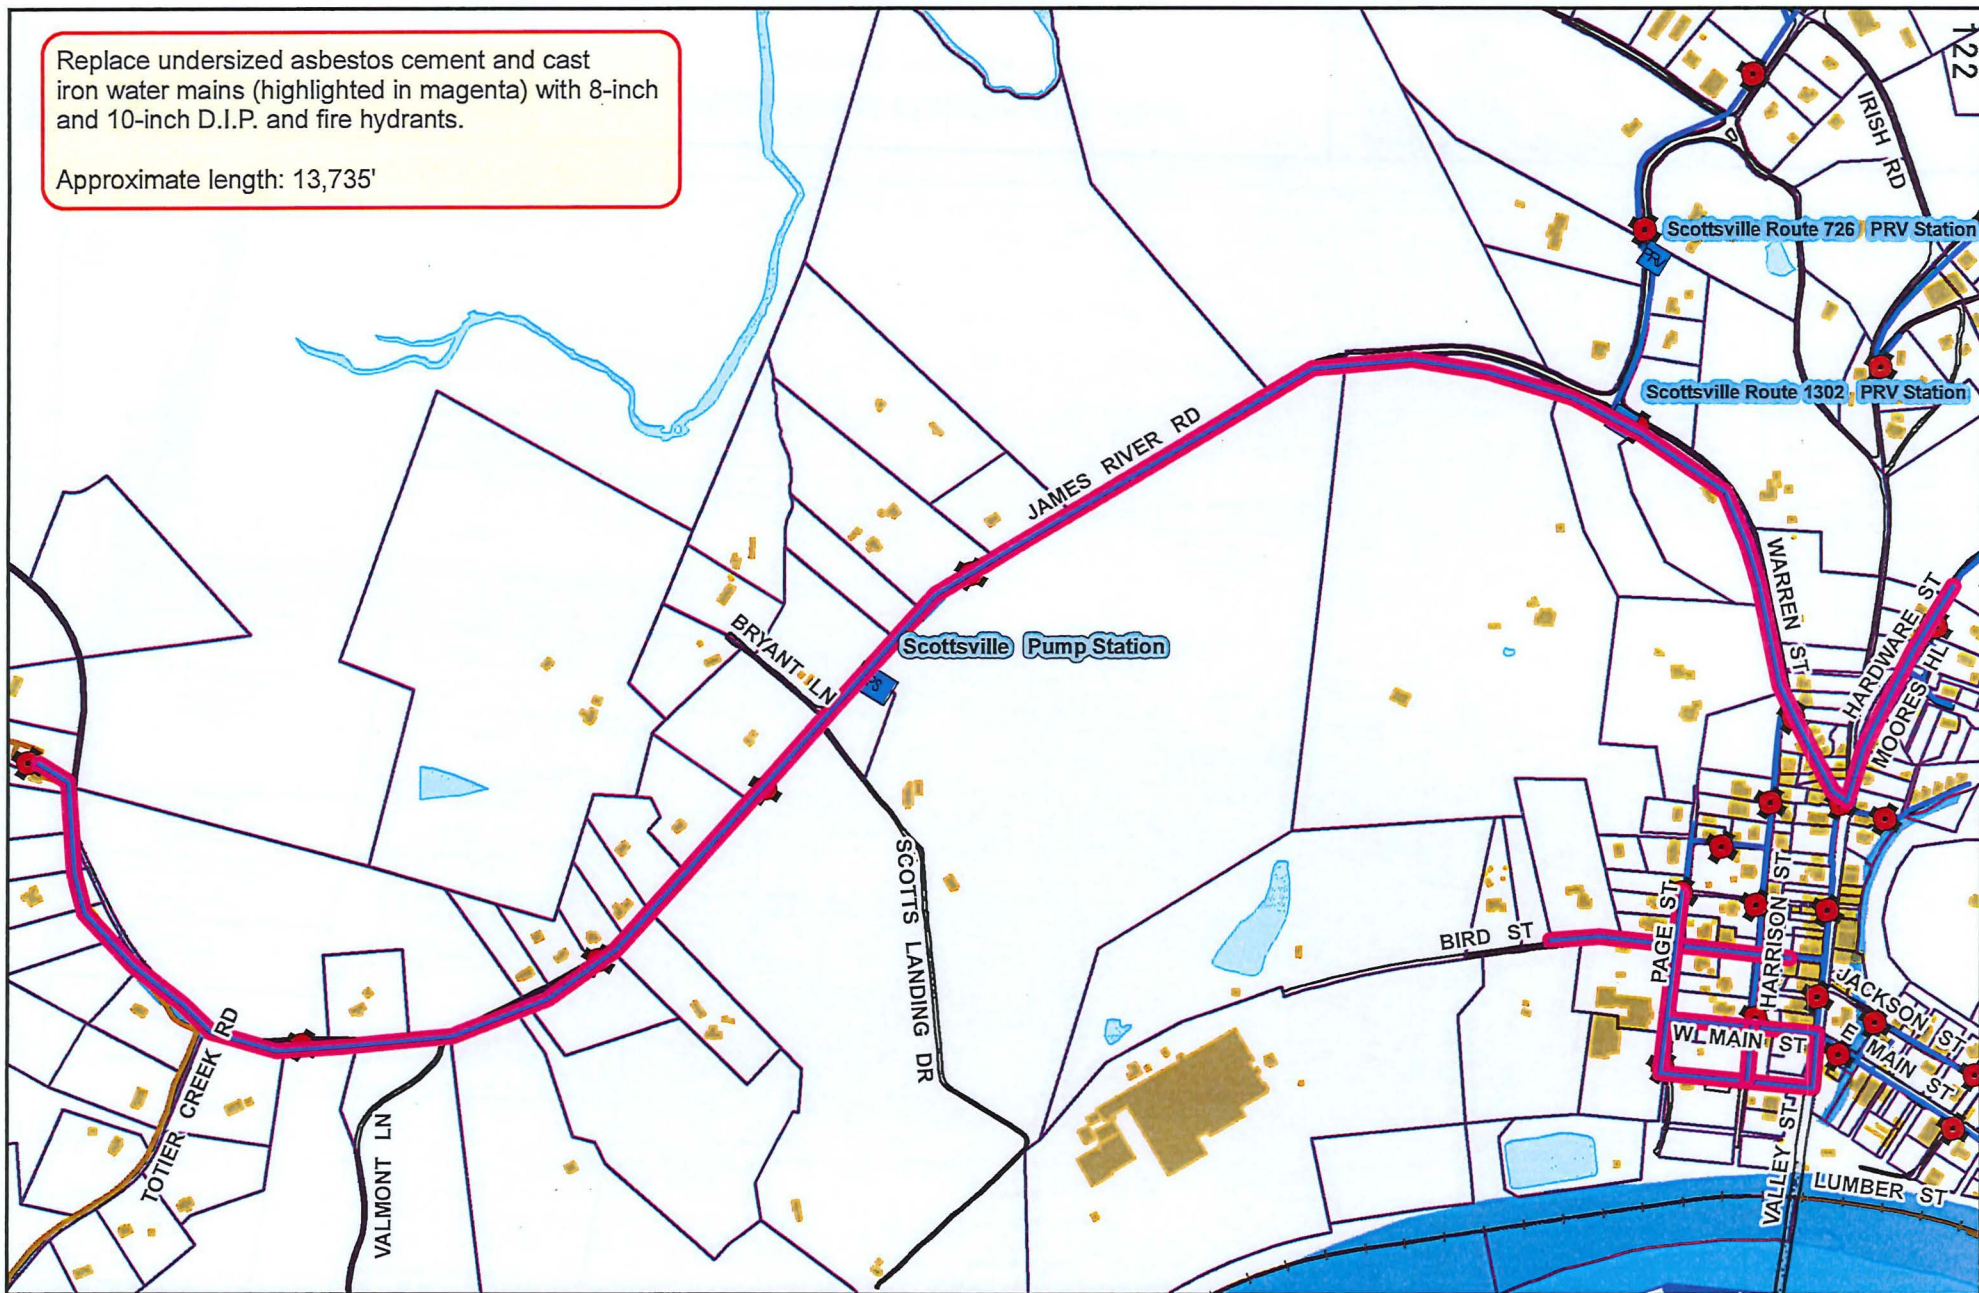 Replace undersized asbestos cement and cast
iron water mains (highlighted in magenta) with 8-inch
and 10-inch D.I.P. and fire hydrants.
Approximate length: 13,735'
122
IRISH RD
Scottsville Route 726 PRV Station
PRV
Scottsville Route 1302 PRV Station
JAMES RIVER RD
WARREN ST
HARDWARE ST
MOORES HL
BRYANT LN
Scottsville Pump Station
PS
SCOTTS LANDING DR
BIRD ST
PAGE ST
HARRISON ST
JACKSON ST
E MAIN ST
W MAIN ST
TOTIER CREEK RD
VALMONT LN
VALLEY ST
LUMBER ST